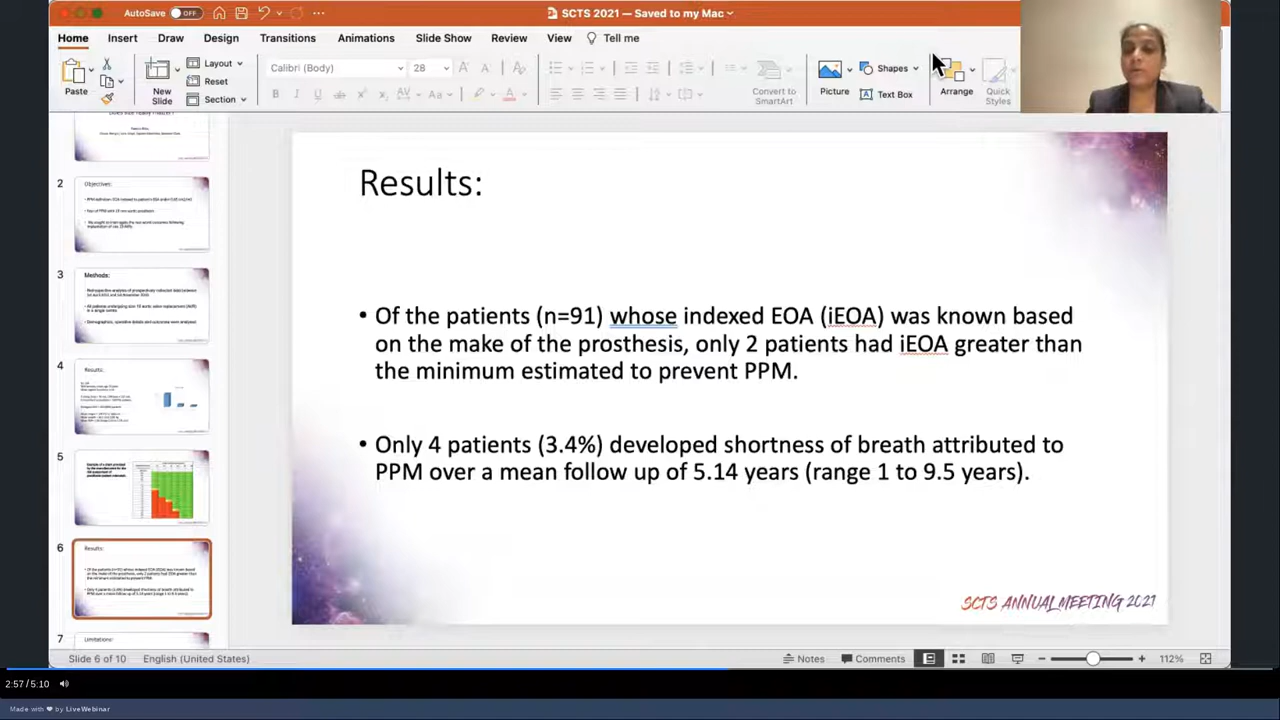 AutoSave OFF SCTS 2021 — Saved to my Mac
Home Insert Draw Design Transitions Animations Slide Show Review View Tell me
Paste
New
Slide
Layout
Reset
Section
Calibri (Body) 28
Convert to
SmartArt
Picture
Shapes
Text Box
Arrange
Quick
Styles
2
Objectives:
3
Methods:
4
Results:
5
6
Results:
7
Limitations:
Results:
• Of the patients (n=91) whose indexed EOA (iEOA) was known based
on the make of the prosthesis, only 2 patients had iEOA greater than
the minimum estimated to prevent PPM.
• Only 4 patients (3.4%) developed shortness of breath attributed to
PPM over a mean follow up of 5.14 years (range 1 to 9.5 years).
SCTS ANNUAL MEETING 2021
Slide 6 of 10 English (United States) Notes Comments 112%
2:57 / 5:10
Made with ❤ by LiveWebinar